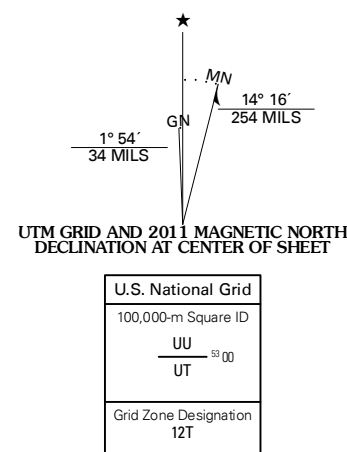 ★
MN
GN
14° 16´
254 MILS
1° 54´
34 MILS
UTM GRID AND 2011 MAGNETIC NORTH
DECLINATION AT CENTER OF SHEET
U.S. National Grid
100,000-m Square ID
UU
53 00
UT
Grid Zone Designation
12T